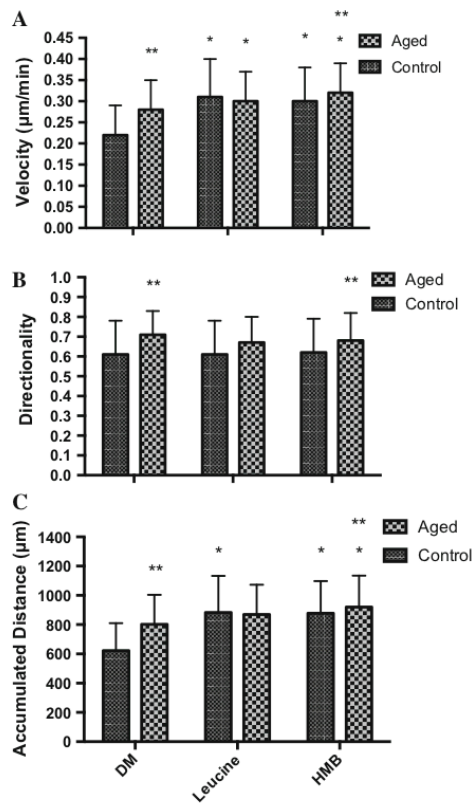 A
Velocity (µm/min)
0.45
0.40
0.35
0.30
0.25
0.20
0.15
0.10
0.05
0.00
**
*
*
*
**
*
Aged
Control
B
Directionality
1.0
0.9
0.8
0.7
0.6
0.5
0.4
0.3
0.2
0.1
0.0
**
**
Aged
Control
C
Accumulated Distance (µm)
1400
1200
1000
800
600
400
200
0
**
*
*
**
*
Aged
Control
DM
Leucine
HMB